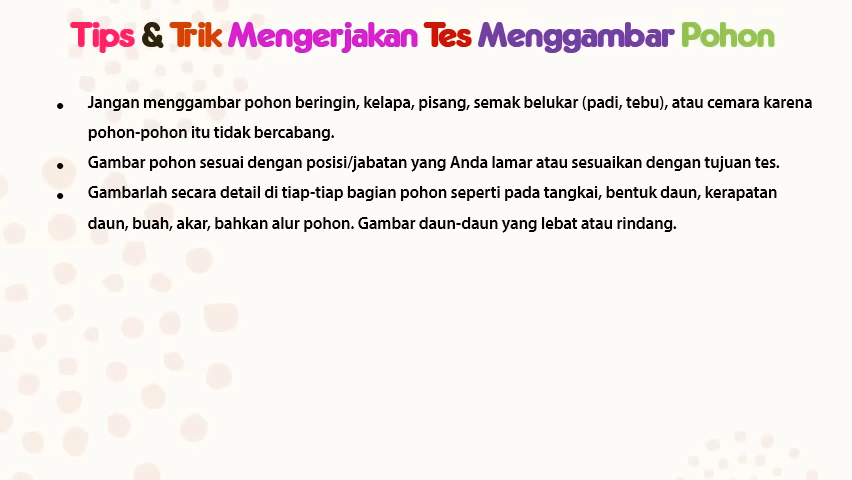 Tips & Trik Mengerjakan Tes Menggambar Pohon
• Jangan menggambar pohon beringin, kelapa, pisang, semak belukar (padi, tebu), atau cemara karena
pohon-pohon itu tidak bercabang.
• Gambar pohon sesuai dengan posisi/jabatan yang Anda lamar atau sesuaikan dengan tujuan tes.
• Gambarlah secara detail di tiap-tiap bagian pohon seperti pada tangkai, bentuk daun, kerapatan
daun, buah, akar, bahkan alur pohon. Gambar daun-daun yang lebat atau rindang.